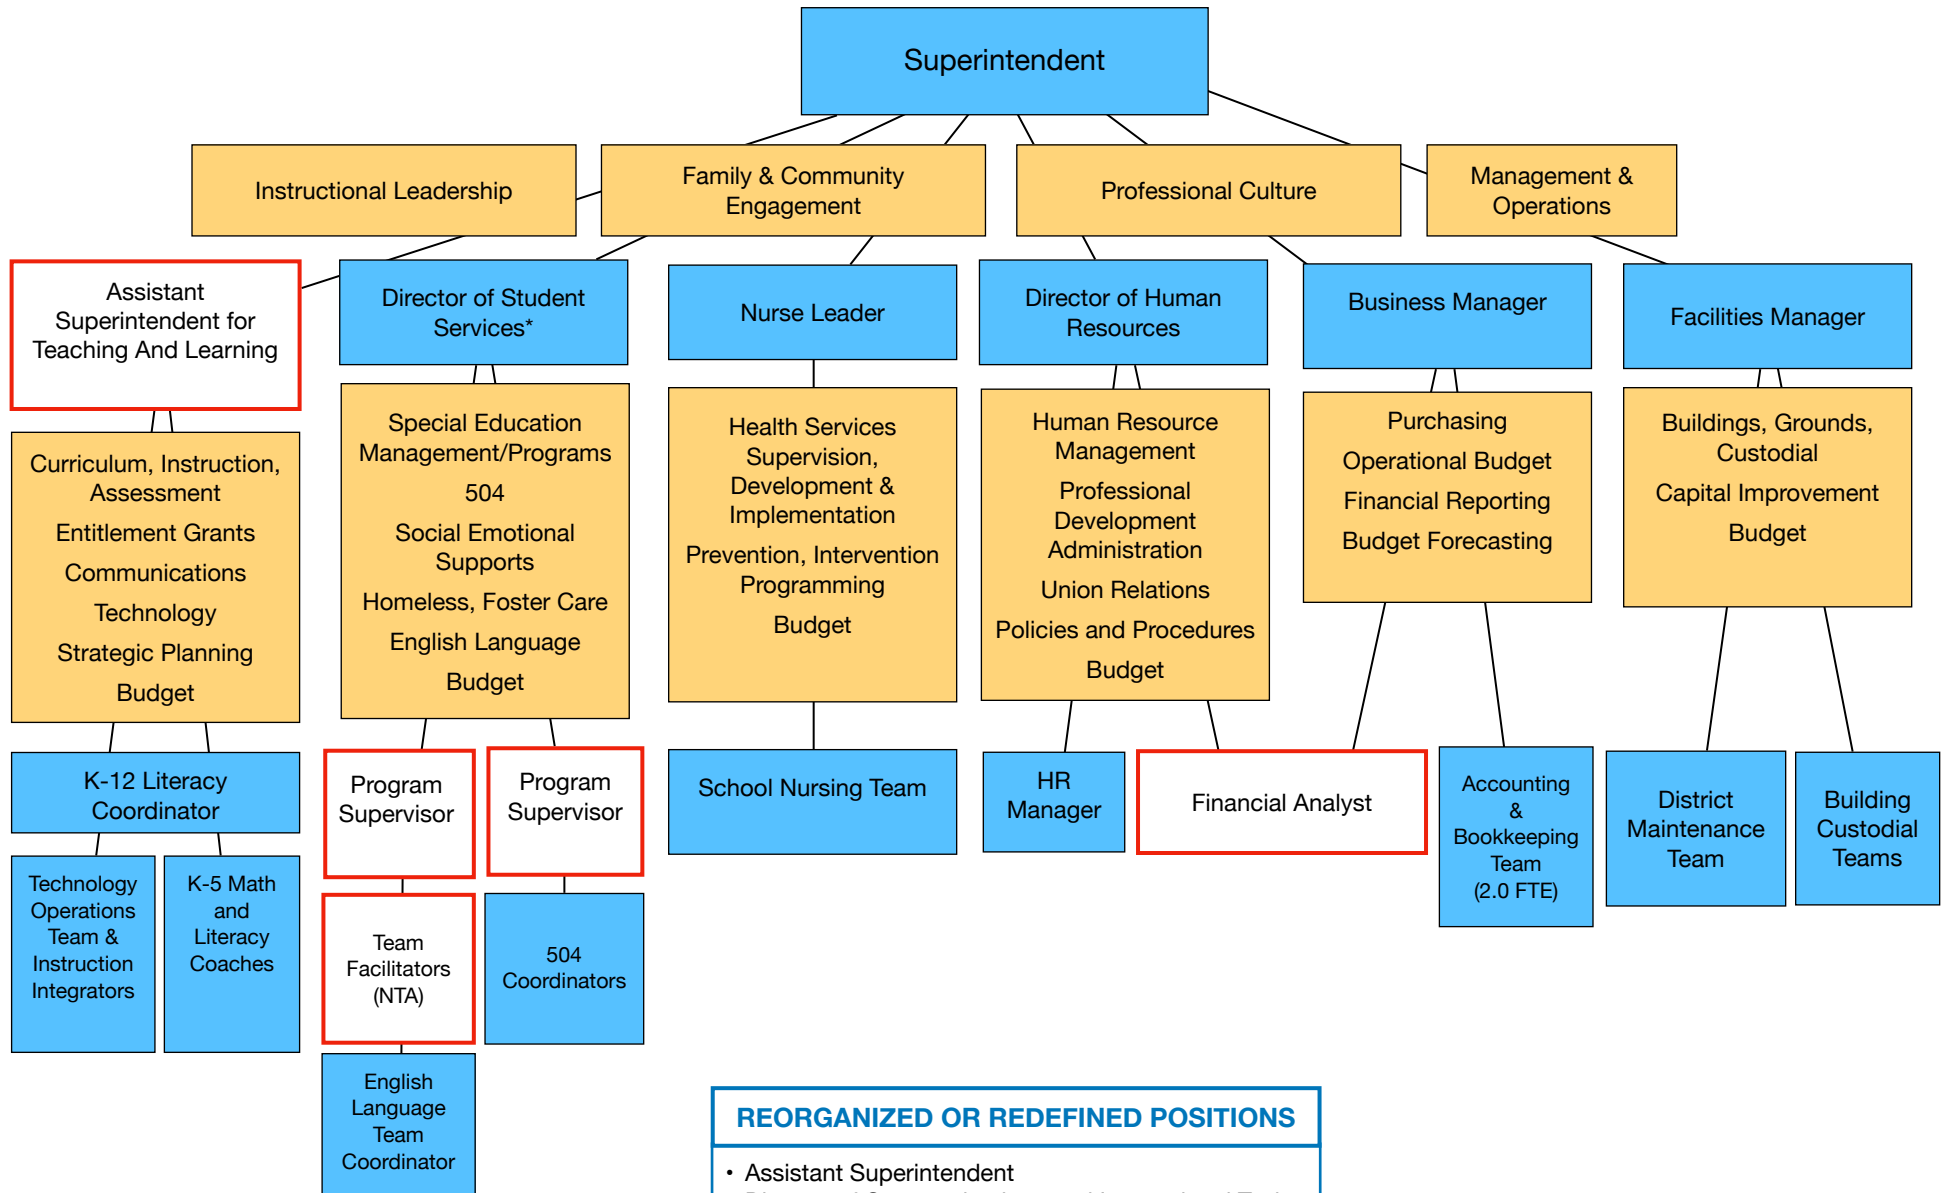 Superintendent
Instructional Leadership
Family & Community
Engagement
Professional Culture
Management &
Operations
Assistant
Superintendent for
Teaching And Learning
Director of Student
Services*
Nurse Leader
Director of Human
Resources
Business Manager
Facilities Manager
Curriculum, Instruction,
Assessment
Entitlement Grants
Communications
Technology
Strategic Planning
Budget
Special Education
Management/Programs
504
Social Emotional
Supports
Homeless, Foster Care
English Language
Budget
Health Services
Supervision,
Development &
Implementation
Prevention, Intervention
Programming
Budget
Human Resource
Management
Professional
Development
Administration
Union Relations
Policies and Procedures
Budget
Purchasing
Operational Budget
Financial Reporting
Budget Forecasting
Buildings, Grounds,
Custodial
Capital Improvement
Budget
K-12 Literacy
Coordinator
Program
Supervisor
Program
Supervisor
School Nursing Team
HR
Manager
Financial Analyst
Accounting
&
Bookkeeping
Team
(2.0 FTE)
District
Maintenance
Team
Building
Custodial
Teams
Technology
Operations
Team &
Instruction
Integrators
K-5 Math
and
Literacy
Coaches
Team
Facilitators
(NTA)
504
Coordinators
English
Language
Team
Coordinator
REORGANIZED OR REDEFINED POSITIONS
• Assistant Superintendent